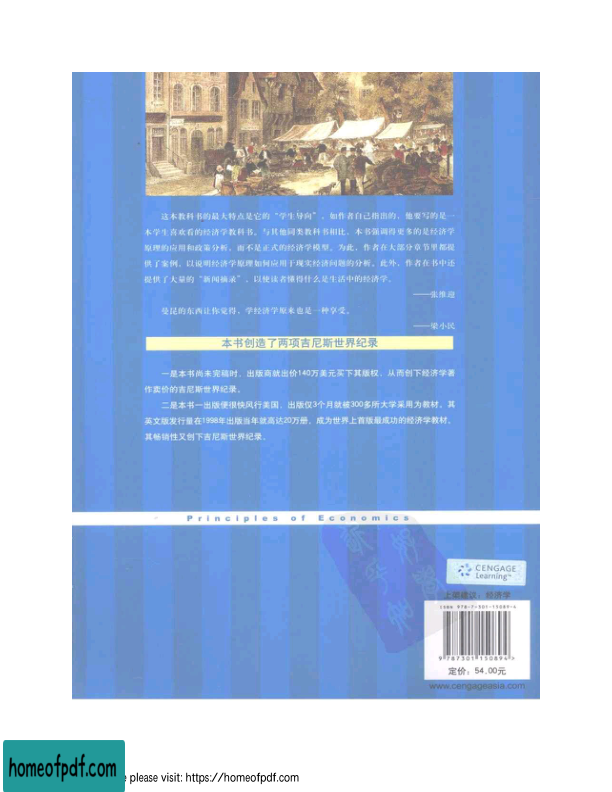 这本教科书的最大特点是它的“学生导向”，如作者自己指出的，他要写的是一
本学生喜欢看的经济学教科书。与其他同类教科书相比，本书强调得更多的是经济学
原理的应用和政策分析，而不是正式的经济学模型。为此，作者在大部分章节里都提
供了案例，以说明经济学原理如何应用于现实经济问题的分析。此外，作者在书中还
提供了大量的“新闻摘录”，以便读者懂得什么是生活中的经济学。
——张维迎
曼昆的东西让你觉得，学经济学原来也是一种享受。
——梁小民
本书创造了两项吉尼斯世界纪录
一是本书尚未完稿时，出版商就出价140万美元买下其版权，从而创下经济学著
作卖价的吉尼斯世界纪录。
二是本书一出版便很快风行美国，出版仅3个月就被300多所大学采用为教材，其
英文版发行量在1998年出版当年就高达20万册，成为世界上首版最成功的经济学教材，
其畅销性又创下吉尼斯世界纪录。
Principles of Economics
CENGAGE
Learning™
上架建议：经济学
ISBN 978-7-301-15089-4
9 787301 150894 >
定价：54.00元
www.cengageasia.com
homeofpdf.com
please visit: https://homeofpdf.com